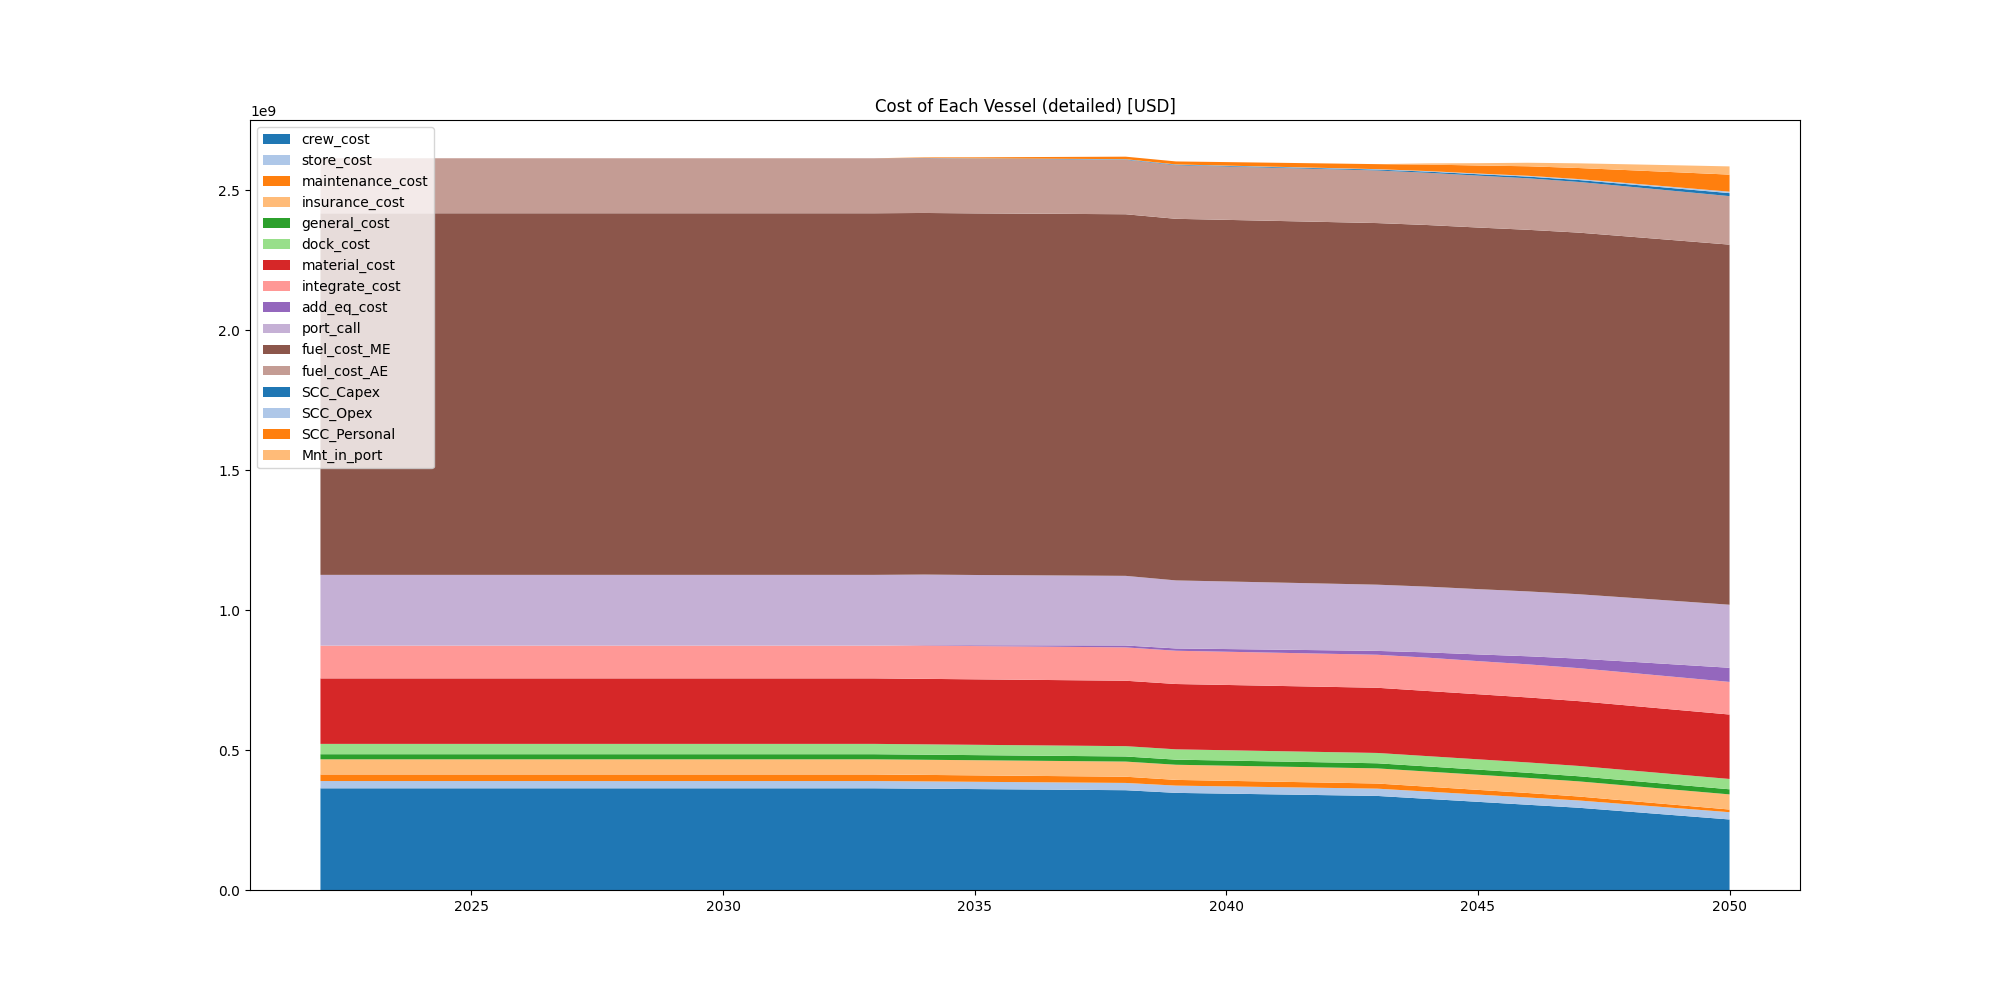 Cost of Each Vessel (detailed) [USD]
1e9
crew_cost
store_cost
maintenance_cost
insurance_cost
general_cost
dock_cost
material_cost
integrate_cost
add_eq_cost
port_call
fuel_cost_ME
fuel_cost_AE
SCC_Capex
SCC_Opex
SCC_Personal
Mnt_in_port
2.5
2.0
1.5
1.0
0.5
0.0
2025 2030 2035 2040 2045 2050